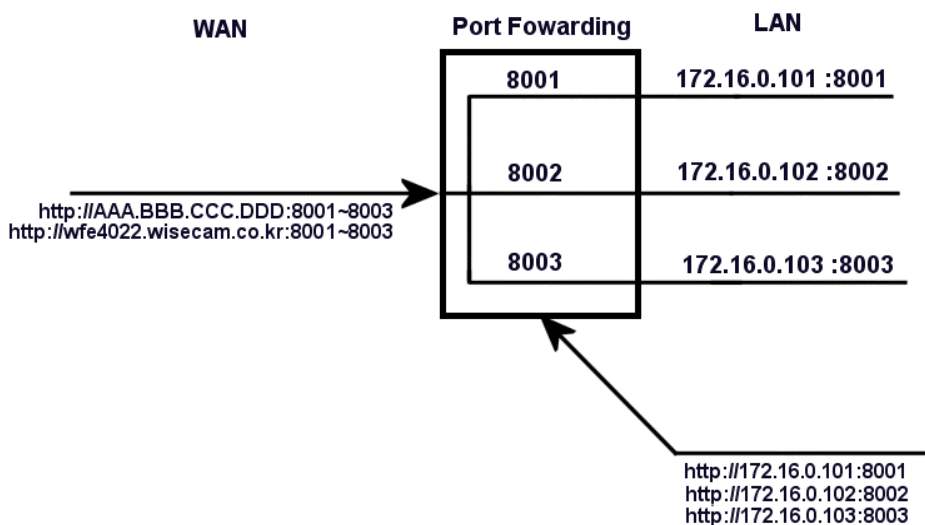 WAN
Port Fowarding
LAN
8001
172.16.0.101 :8001
8002
172.16.0.102 :8002
http://AAA.BBB.CCC.DDD:8001~8003
http://wfe4022.wisecam.co.kr:8001~8003
8003
172.16.0.103 :8003
http://172.16.0.101:8001
http://172.16.0.102:8002
http://172.16.0.103:8003